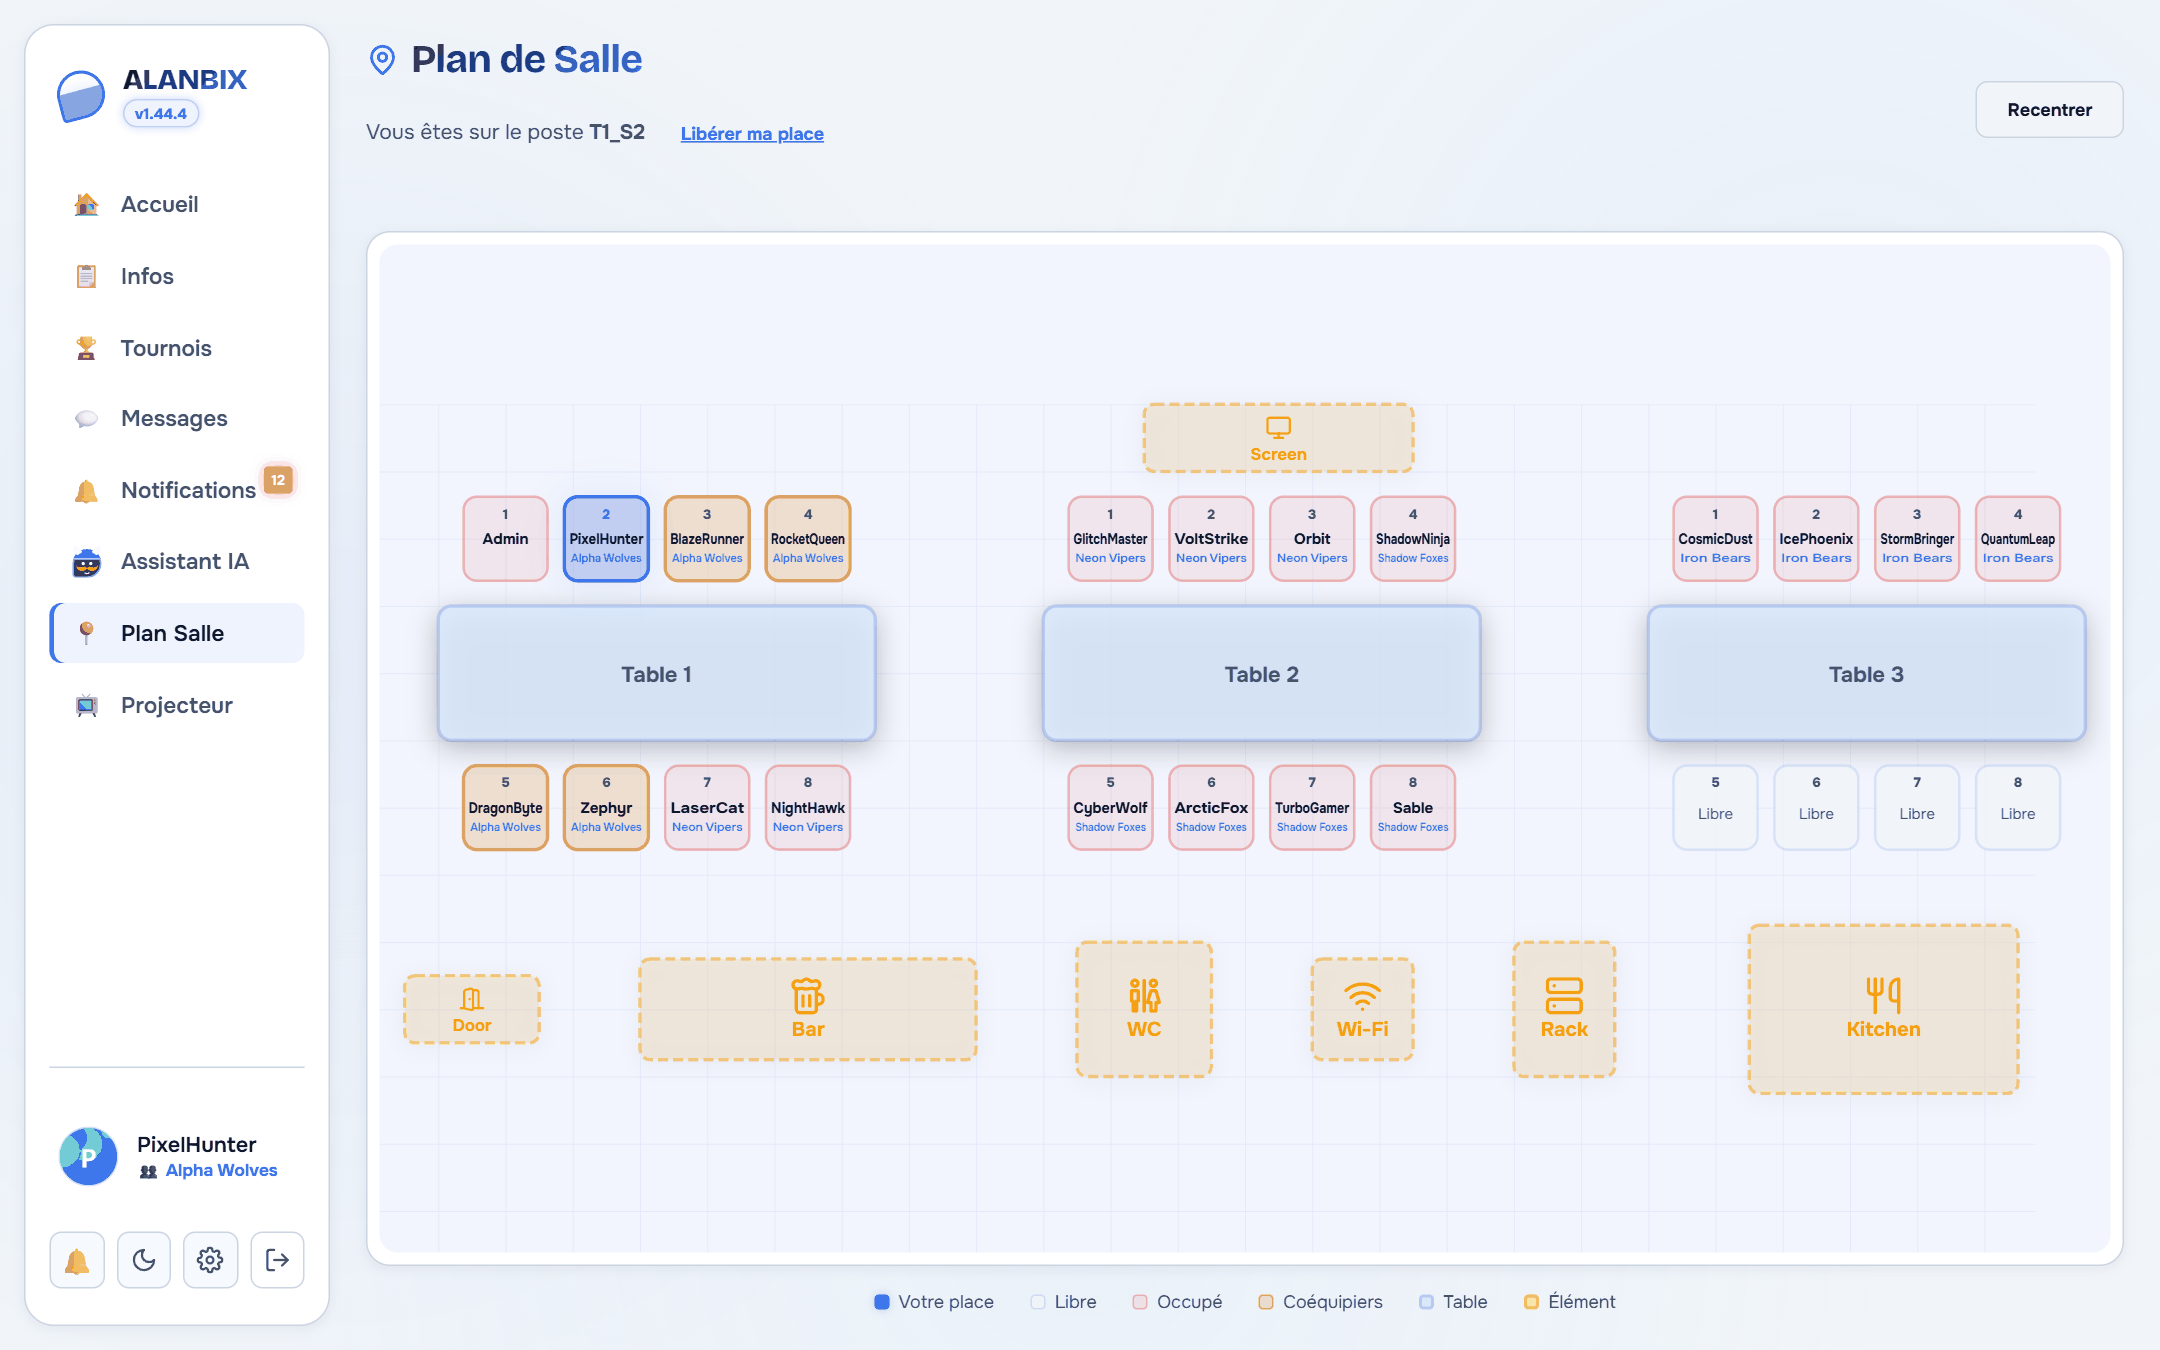 ALANBIX
v1.44.4
Accueil
Infos
Tournois
Messages
Notifications 12
Assistant IA
Plan Salle
Projecteur
P
PixelHunter
Alpha Wolves
Plan de Salle
Vous êtes sur le poste T1_S2 Libérer ma place
Recentrer
Screen
1 2 3 4
Admin PixelHunter BlazeRunner RocketQueen
Alpha Wolves Alpha Wolves Alpha Wolves
1 2 3 4
GlitchMaster VoltStrike Orbit ShadowNinja
Neon Vipers Neon Vipers Neon Vipers Shadow Foxes
1 2 3 4
CosmicDust IcePhoenix StormBringer QuantumLeap
Iron Bears Iron Bears Iron Bears Iron Bears
Table 1 Table 2 Table 3
5 6 7 8
DragonByte Zephyr LaserCat NightHawk
Alpha Wolves Alpha Wolves Neon Vipers Neon Vipers
5 6 7 8
CyberWolf ArcticFox TurboGamer Sable
Shadow Foxes Shadow Foxes Shadow Foxes Shadow Foxes
5 6 7 8
Libre Libre Libre Libre
Door
Bar
WC
Wi-Fi
Rack
Kitchen
Votre place Libre Occupé Coéquipiers Table Élément